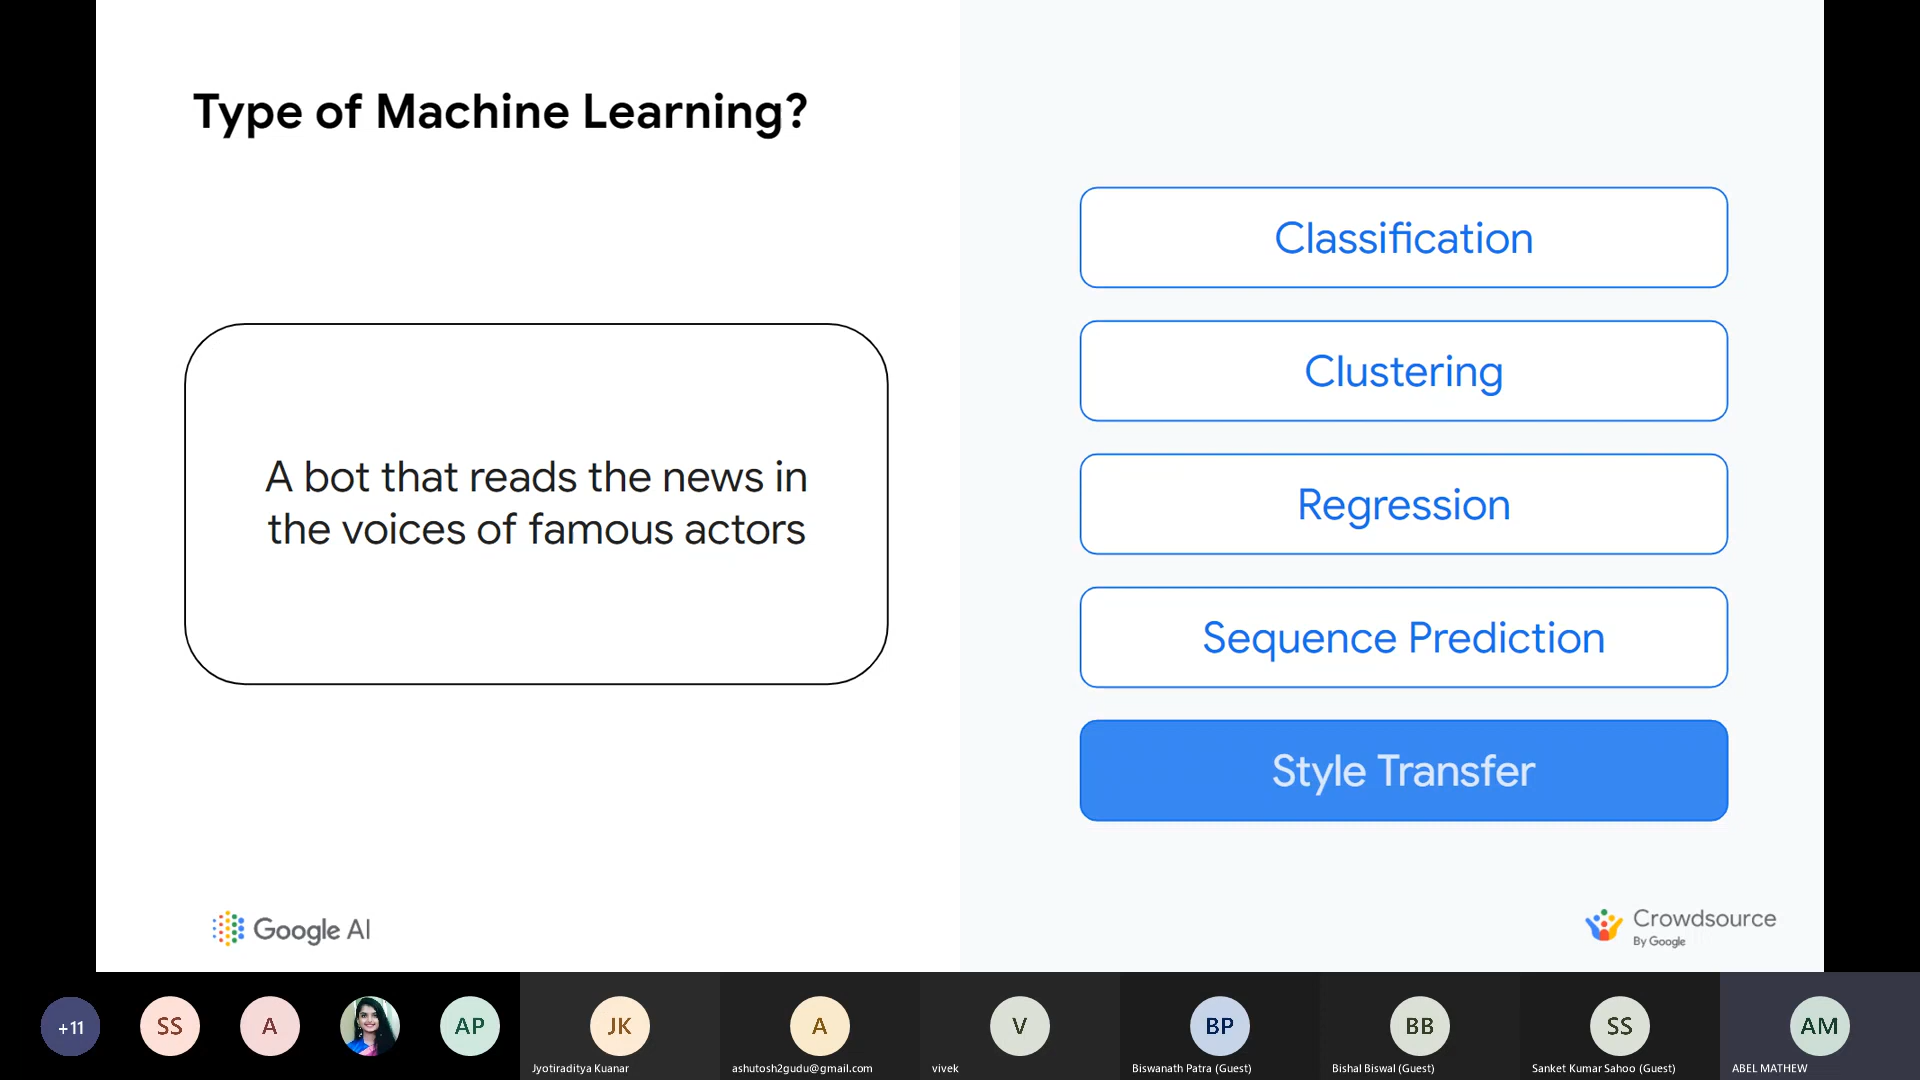 Type of Machine Learning?
A bot that reads the news in
the voices of famous actors
Classification
Clustering
Regression
Sequence Prediction
Style Transfer
Google AI
Crowdsource
By Google
+11
SS
A
AP
JK
Jyotiraditya Kuanar
A
ashutosh2gudu@gmail.com
V
vivek
BP
Biswanath Patra (Guest)
BB
Bishal Biswal (Guest)
SS
Sanket Kumar Sahoo (Guest)
AM
ABEL MATHEW